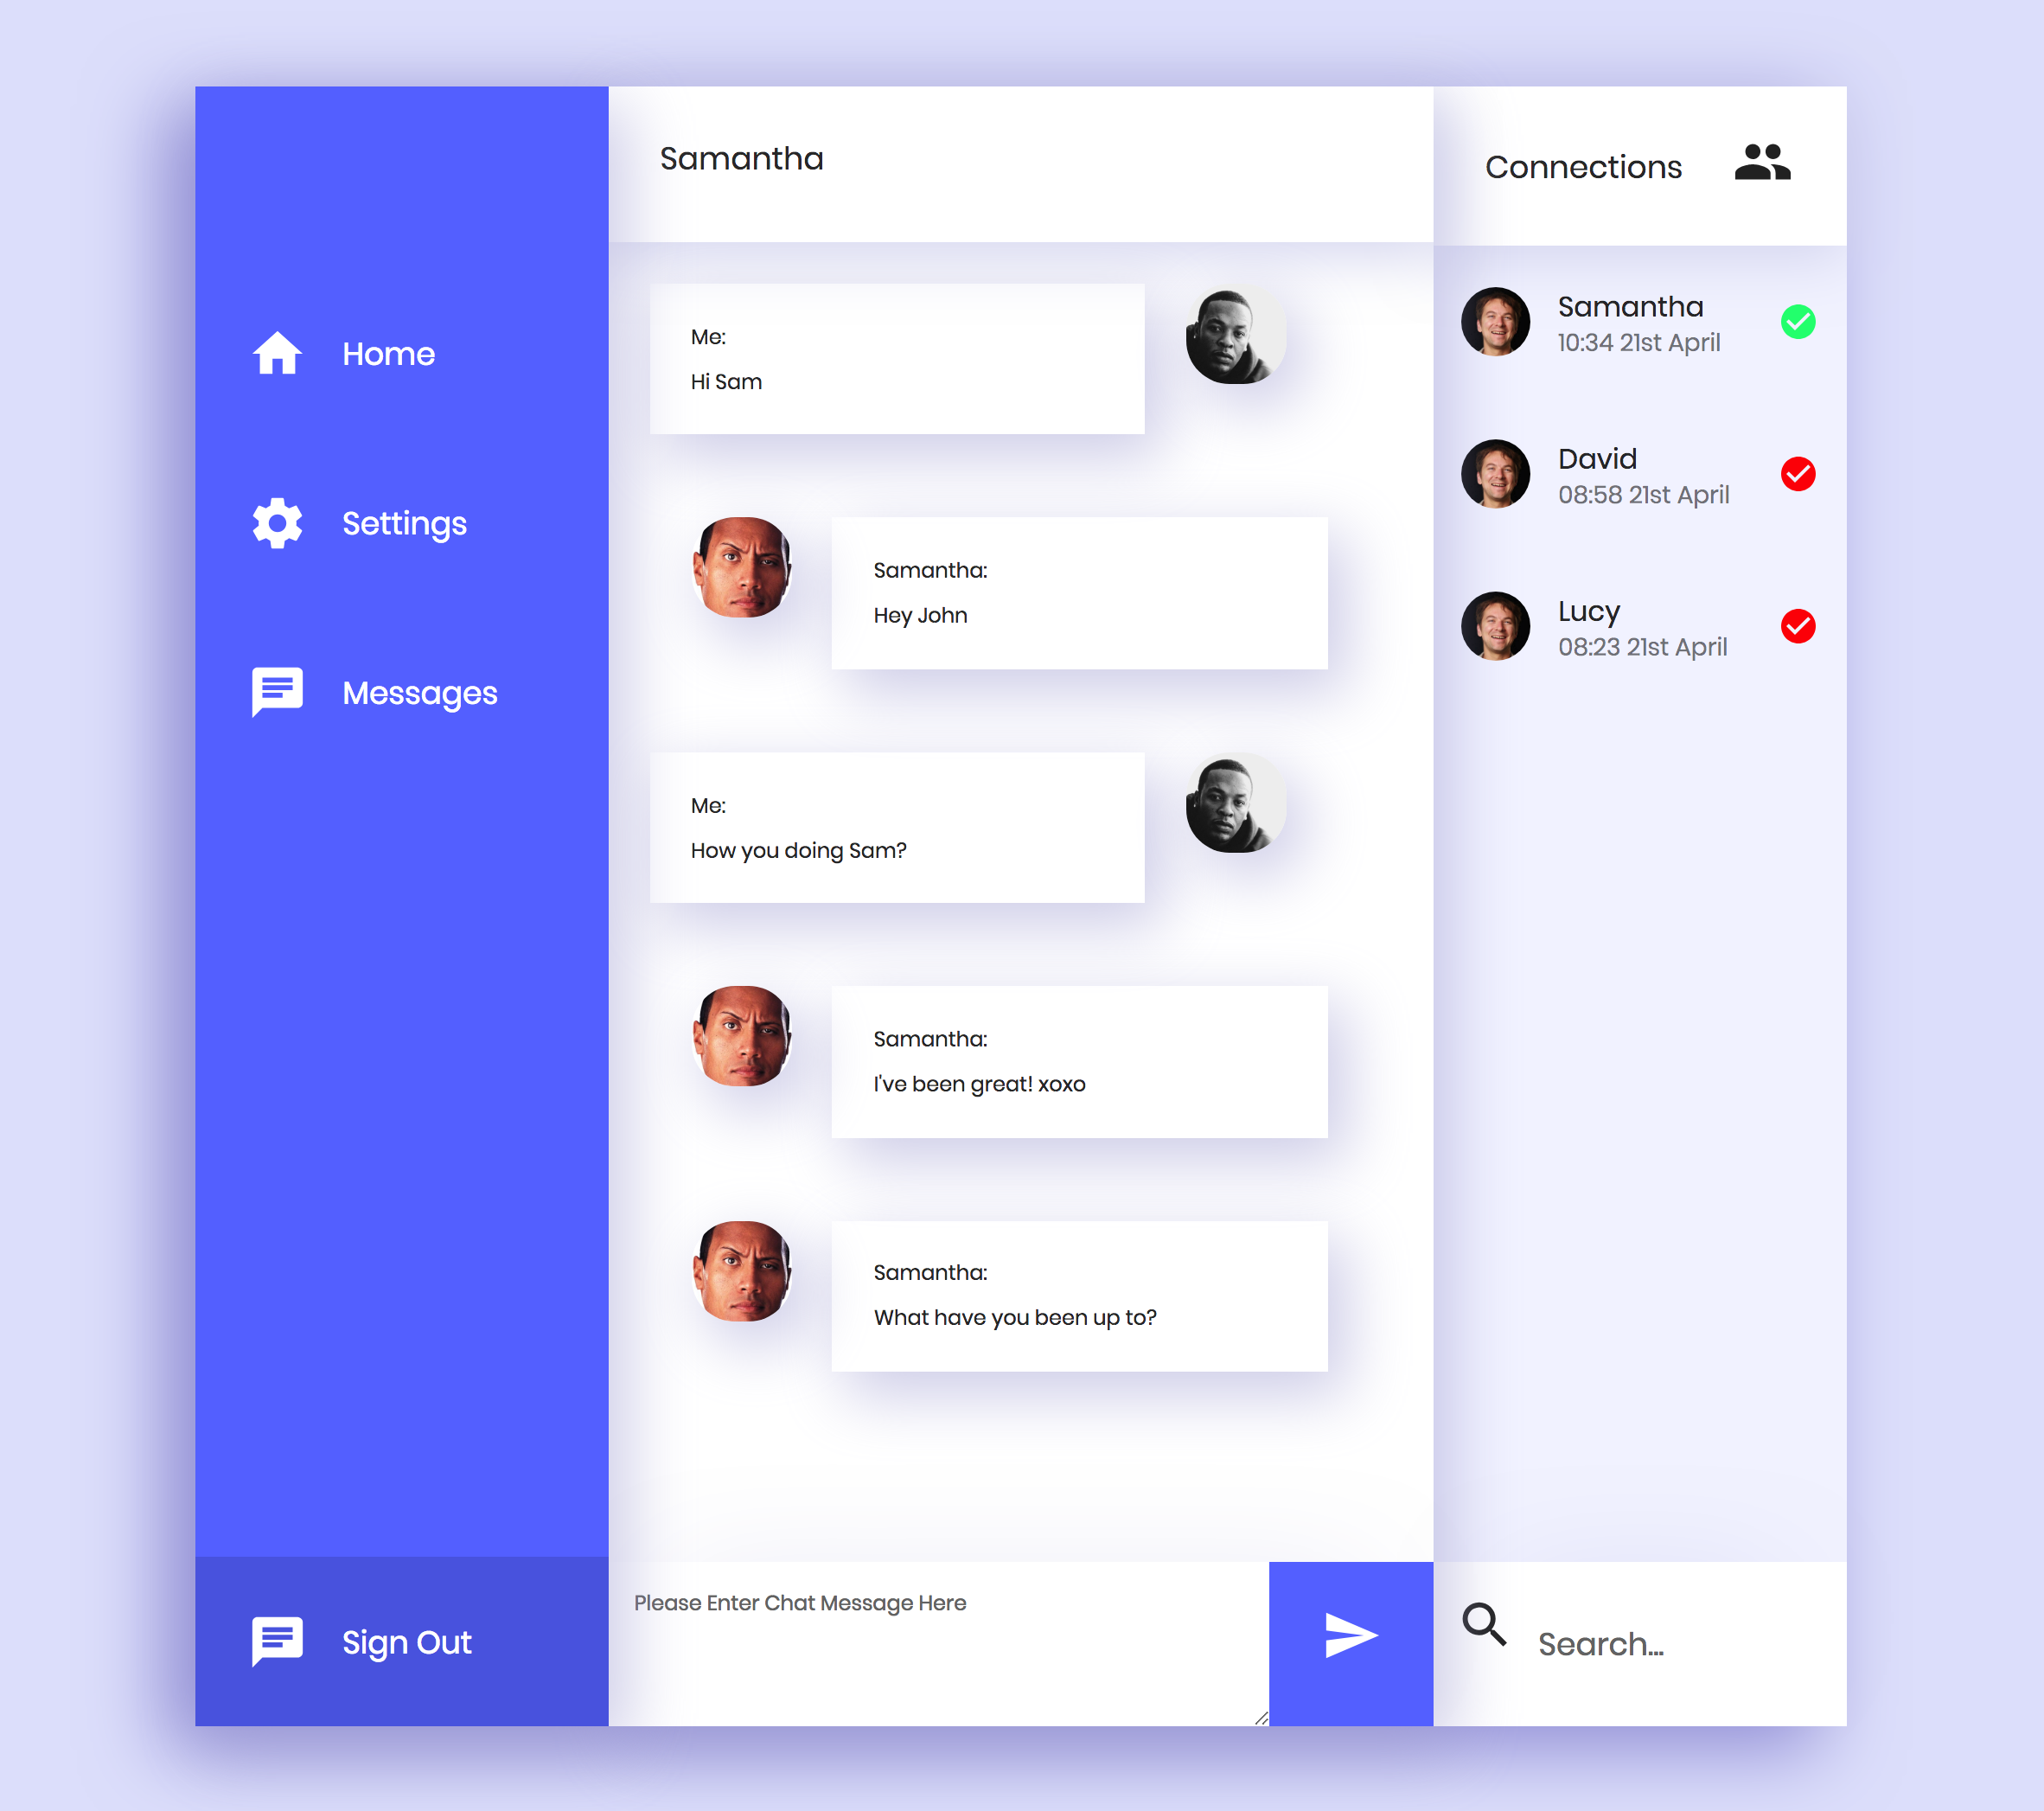 Home
Settings
Messages
Sign Out
Samantha
Me:
Hi Sam
Samantha:
Hey John
Me:
How you doing Sam?
Samantha:
I've been great! xoxo
Samantha:
What have you been up to?
Please Enter Chat Message Here
Connections
Samantha
10:34 21st April
David
08:58 21st April
Lucy
08:23 21st April
Search...